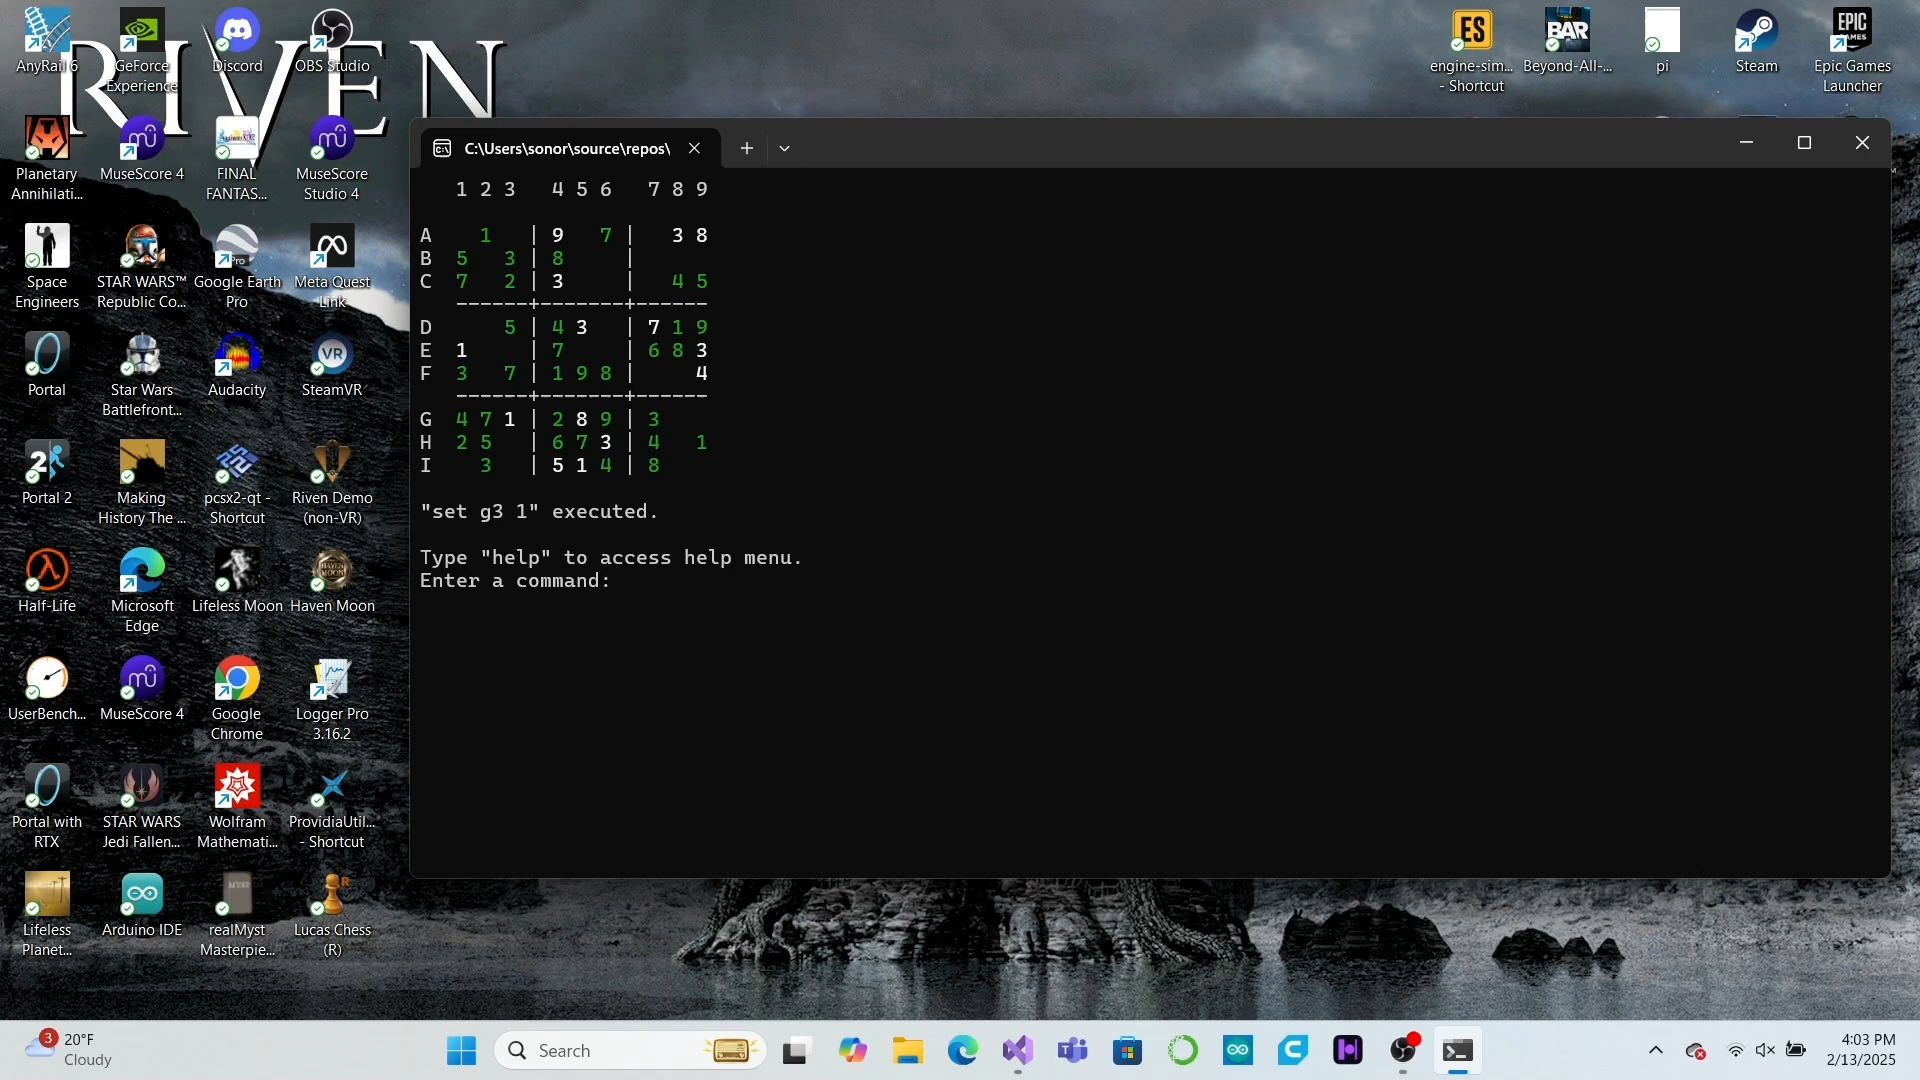 RIVEN
AnyRail 6
GeForce Experience
Discord
OBS Studio
engine-sim... - Shortcut
Beyond-All-...
pi
Steam
Epic Games Launcher
Planetary Annihilati...
MuseScore 4
FINAL FANTAS...
MuseScore Studio 4
Space Engineers
STAR WARS™ Republic Co...
Google Earth Pro
Meta Quest Link
Portal
Star Wars Battlefront...
Audacity
SteamVR
Portal 2
Making History The ...
pcsx2-qt - Shortcut
Riven Demo (non-VR)
Half-Life
Microsoft Edge
Lifeless Moon
Haven Moon
UserBench...
MuseScore 4
Google Chrome
Logger Pro 3.16.2
Portal with RTX
STAR WARS Jedi Fallen...
Wolfram Mathemati...
ProvidiaUtil... - Shortcut
Lifeless Planet...
Arduino IDE
realMyst Masterpie...
Lucas Chess (R)
C:\Users\sonor\source\repos\
1 2 3   4 5 6   7 8 9
A     1   | 9   7 |   3 8
B  5   3 | 8     |
C  7   2 | 3     |   4 5
------+-------+------
D      5 | 4 3   | 7 1 9
E  1     | 7     | 6 8 3
F  3   7 | 1 9 8 |     4
------+-------+------
G  4 7 1 | 2 8 9 | 3
H  2 5   | 6 7 3 | 4   1
I    3   | 5 1 4 | 8
"set g3 1" executed.
Type "help" to access help menu.
Enter a command:
3
20°F
Cloudy
Search
4:03 PM
2/13/2025